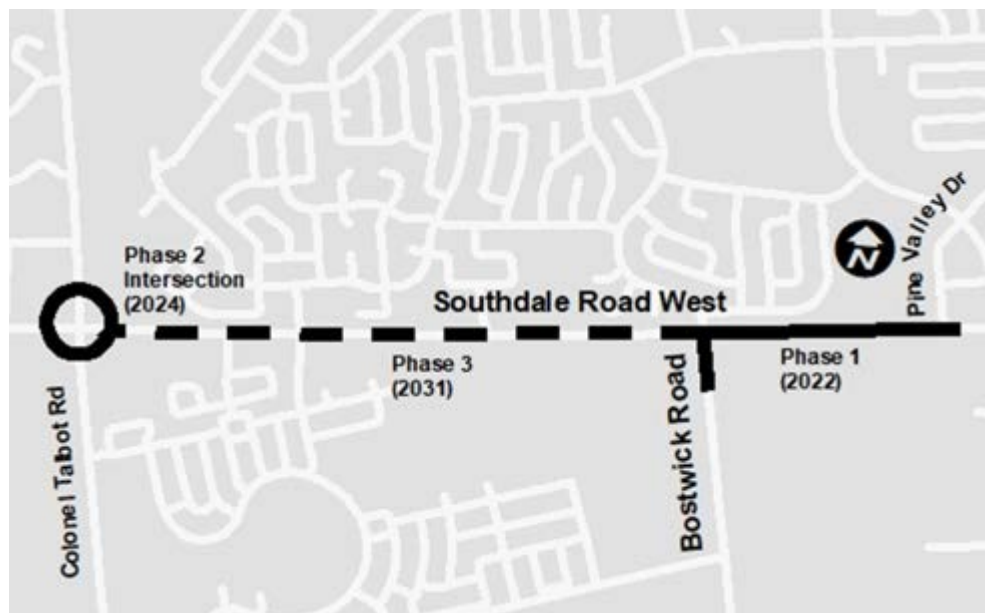 Phase 2
Intersection
(2024)
Southdale Road West
Pine Valley Dr
N
Phase 3
(2031)
Phase 1
(2022)
Bostwick Road
Colonel Talbot Rd